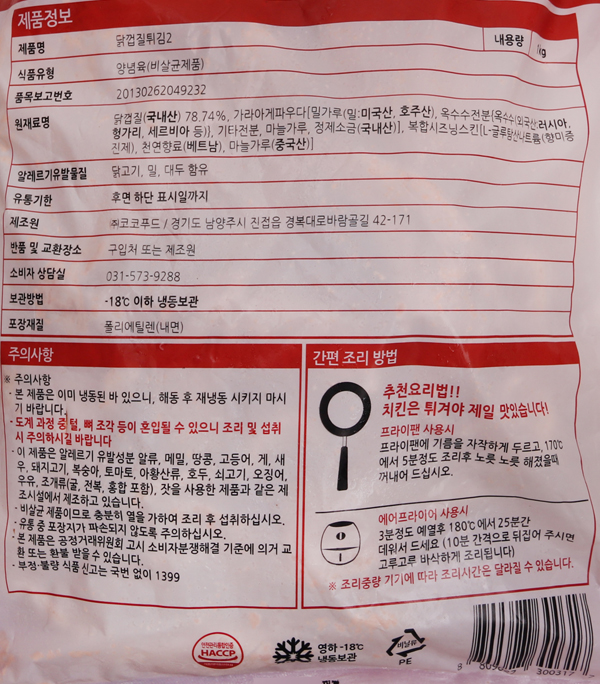 제품정보
제품명 닭껍질튀김2 내용량 1kg
식품유형 양념육(비살균제품)
품목보고번호 20130262049232
원재료명 닭껍질(국내산) 78.74%, 가라아게파우다[밀가루(밀:미국산, 호주산), 옥수수전분(옥수수(외국산:러시아,
헝가리, 세르비아 등)), 기타전분, 마늘가루, 정제소금(국내산)], 복합시즈닝스킨[L-글루탐산나트륨(향미증
진제), 천연향료(베트남), 마늘가루(중국산)]
알레르기유발물질 닭고기, 밀, 대두 함유
유통기한 후면 하단 표시일까지
제조원 ㈜코코푸드 / 경기도 남양주시 진접읍 경복대로바람골길 42-171
반품 및 교환장소 구입처 또는 제조원
소비자 상담실 031-573-9288
보관방법 -18℃ 이하 냉동보관
포장재질 폴리에틸렌(내면)
주의사항
※ 주의사항
· 본 제품은 이미 냉동된 바 있으니, 해동 후 재냉동 시키지 마시
기 바랍니다.
· 도계 과정 중 털, 뼈 조각 등이 혼입될 수 있으니 조리 및 섭취
시 주의하시길 바랍니다
· 이 제품은 알레르기 유발성분 알류, 메밀, 땅콩, 고등어, 게, 새
우, 돼지고기, 복숭아, 토마토, 아황산류, 호두, 쇠고기, 오징어,
우유, 조개류(굴, 전복, 홍합 포함), 잣을 사용한 제품과 같은 제
조시설에서 제조하고 있습니다.
· 비살균 제품이므로 충분히 열을 가하여 조리 후 섭취하십시오.
· 유통 중 포장지가 파손되지 않도록 주의하십시오.
· 본 제품은 공정거래위원회 고시 소비자분쟁해결 기준에 의거 교
환 또는 환불 받을 수 있습니다.
· 부정·불량 식품 신고는 국번 없이 1399
간편 조리 방법
추천요리법!!
치킨은 튀겨야 제일 맛있습니다!
프라이팬 사용시
프라이팬에 기름을 자작하게 두르고, 170℃
에서 5분정도 조리후 노릇 노릇 해졌을때
꺼내어 드십시오.
에어프라이어 사용시
3분정도 예열후 180℃에서 25분간
데워서 드세요 (10분 간격으로 뒤집어 주시면
고루고루 바삭하게 조리됩니다)
※ 조리중량 기기에 따라 조리시간은 달라질 수 있습니다.
안전관리통합인증
HACCP
영하 -18℃
냉동보관
비닐류
PE